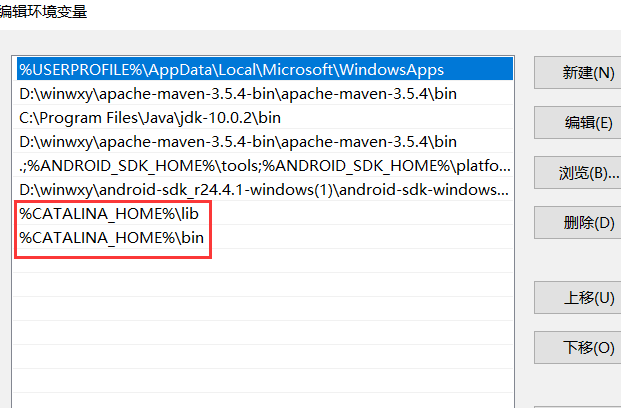 编辑环境变量
%USERPROFILE%\AppData\Local\Microsoft\WindowsApps
D:\winwxy\apache-maven-3.5.4-bin\apache-maven-3.5.4\bin
C:\Program Files\Java\jdk-10.0.2\bin
D:\winwxy\apache-maven-3.5.4-bin\apache-maven-3.5.4\bin
.;%ANDROID_SDK_HOME%\tools;%ANDROID_SDK_HOME%\platfo...
D:\winwxy\android-sdk_r24.4.1-windows(1)\android-sdk-windows...
%CATALINA_HOME%\lib
%CATALINA_HOME%\bin
新建(N)
编辑(E)
浏览(B)...
删除(D)
上移(U)
下移(O)